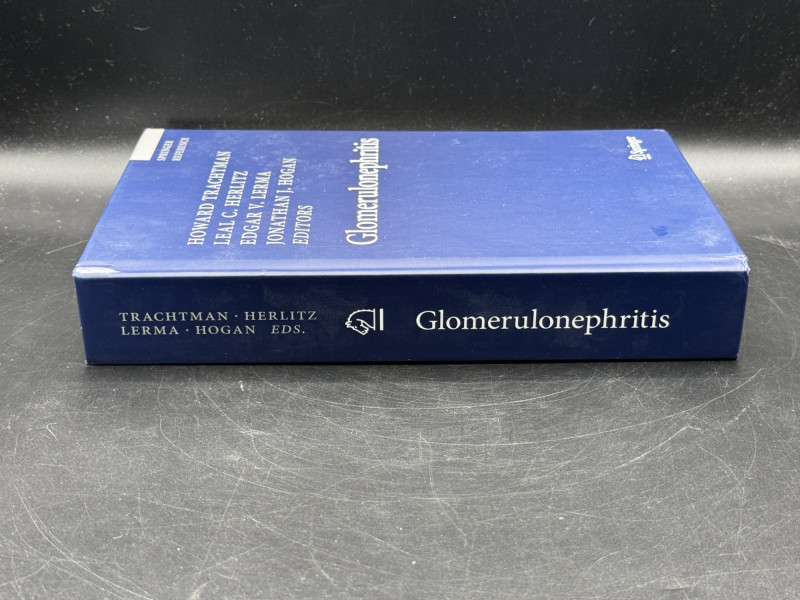 SPRINGER
REFERENCE
HOWARD TRACHTMAN
LEAL C. HERLITZ
EDGAR V. LERMA
JONATHAN J. HOGAN
EDITORS
Glomerulonephritis
Springer
TRACHTMAN · HERLITZ
LERMA · HOGAN EDS.
Glomerulonephritis